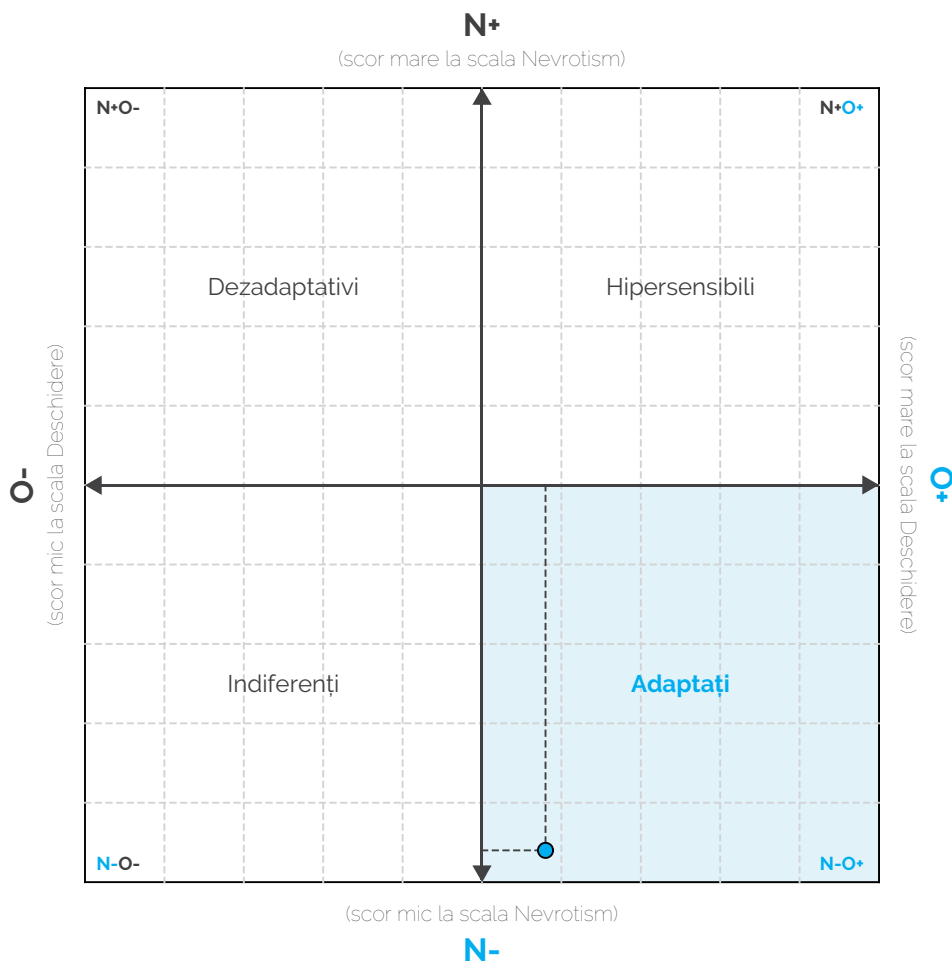 N+
(scor mare la scala Nevrotism)
N+O-
N+O+
Dezadaptativi
Hipersensibili
O-
(scor mic la scala Deschidere)
(scor mare la scala Deschidere)
O+
Indiferenți
Adaptați
N-O-
N-O+
(scor mic la scala Nevrotism)
N-